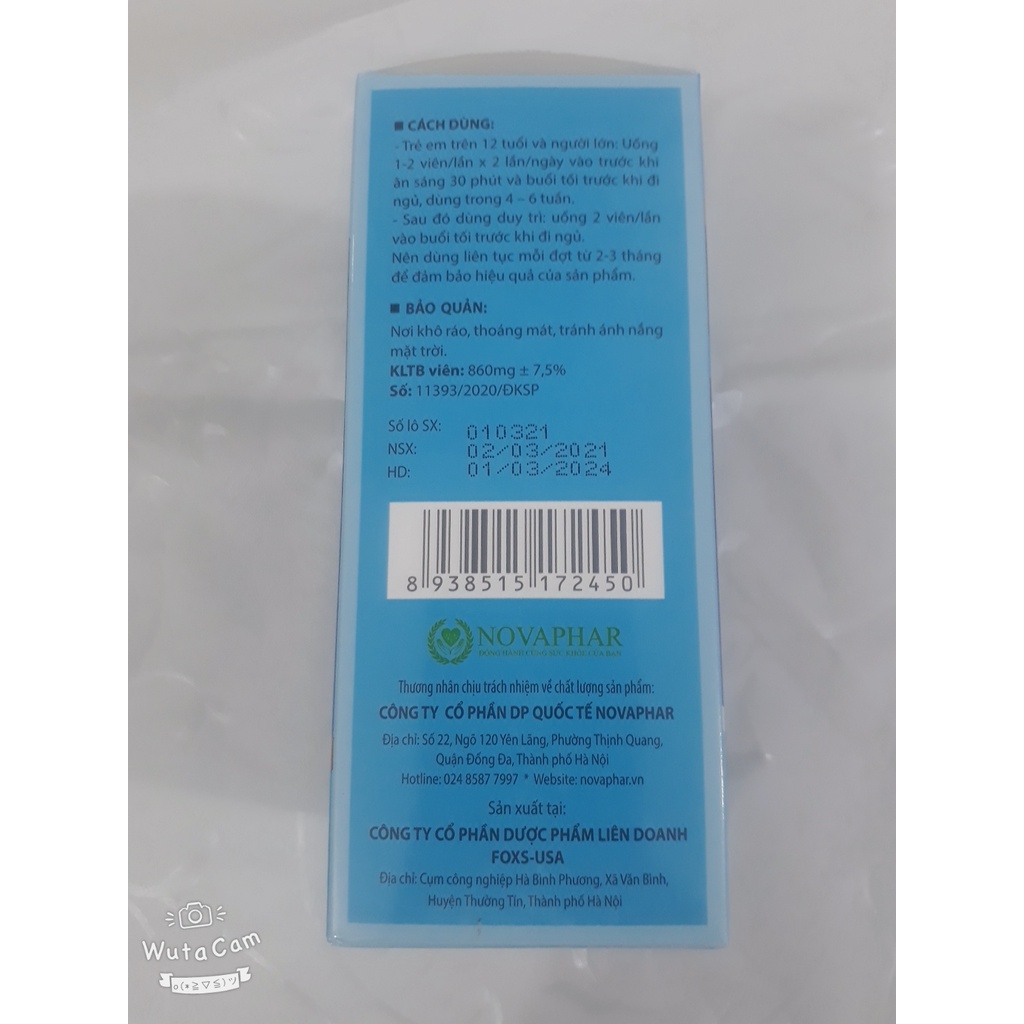 ■ CÁCH DÙNG:
- Trẻ em trên 12 tuổi và người lớn: Uống
1-2 viên/lần x 2 lần/ngày vào trước khi
ăn sáng 30 phút và buổi tối trước khi đi
ngủ, dùng trong 4 – 6 tuần.
- Sau đó dùng duy trì: uống 2 viên/lần
vào buổi tối trước khi đi ngủ.
Nên dùng liên tục mỗi đợt từ 2-3 tháng
để đảm bảo hiệu quả của sản phẩm.
■ BẢO QUẢN:
Nơi khô ráo, thoáng mát, tránh ánh nắng
mặt trời.
KLTB viên: 860mg ± 7,5%
Số: 11393/2020/ĐKSP
Số lô SX: 010321
NSX: 02/03/2021
HD: 01/03/2024
8 938515 172450
NOVAPHAR
ĐỒNG HÀNH CÙNG SỨC KHỎE CỦA BẠN
Thương nhân chịu trách nhiệm về chất lượng sản phẩm:
CÔNG TY CỔ PHẦN DP QUỐC TẾ NOVAPHAR
Địa chỉ: Số 22, Ngõ 120 Yên Lãng, Phường Thịnh Quang,
Quận Đống Đa, Thành phố Hà Nội
Hotline: 024 8587 7997 * Website: novaphar.vn
Sản xuất tại:
CÔNG TY CỔ PHẦN DƯỢC PHẨM LIÊN DOANH
FOXS-USA
Địa chỉ: Cụm công nghiệp Hà Bình Phương, Xã Văn Bình,
Huyện Thường Tín, Thành phố Hà Nội
WutaCam
o(*≧▽≦)ツ